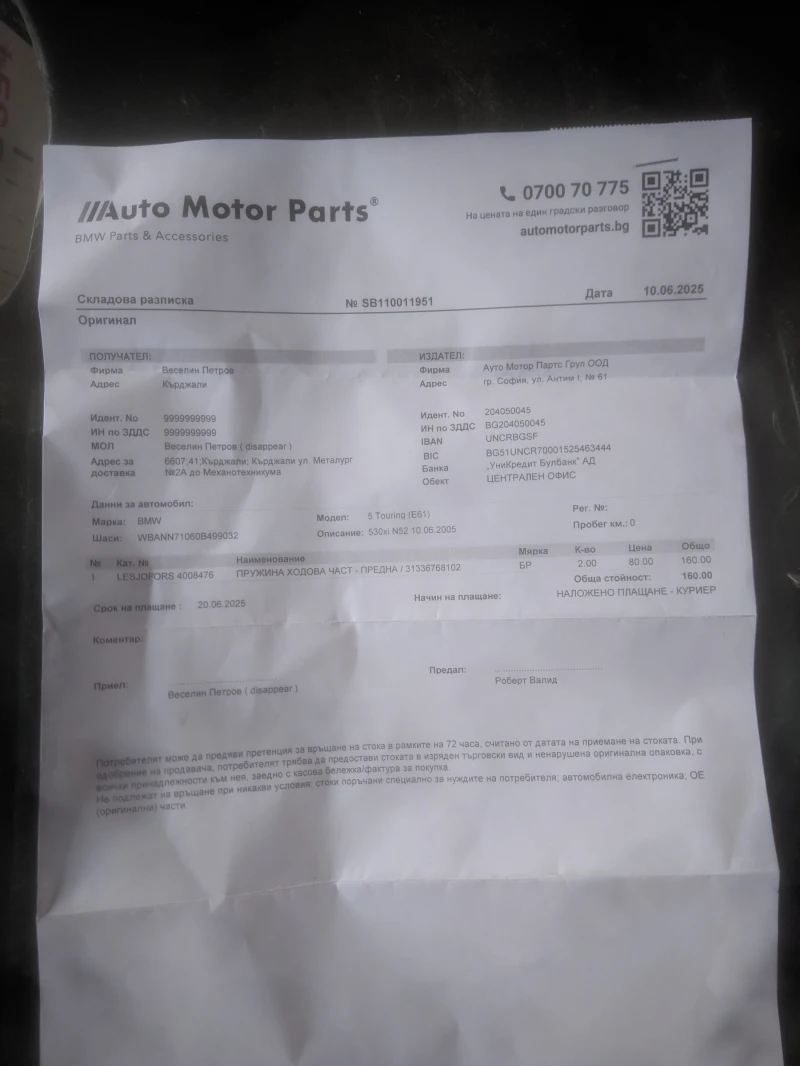 ///Auto Motor Parts®
BMW Parts & Accessories
0700 70 775
На цената на един градски разговор
automotorparts.bg
Складова разписка № SB110011951 Дата 10.06.2025
Оригинал
ПОЛУЧАТЕЛ:
Фирма Веселин Петров
Адрес Кърджали
Идент. No 9999999999
ИН по ЗДДС 9999999999
МОЛ Веселин Петров ( disappear )
Адрес за доставка 6607;41;Кърджали; Кърджали ул. Металург
№2А до Механотехникума
ИЗДАТЕЛ:
Фирма Ауто Мотор Партс Груп ООД
Адрес гр. София, ул. Антим I, № 61
Идент. No 204050045
ИН по ЗДДС BG204050045
IBAN UNCRBGSF
BIC BG51UNCR70001525463444
Банка „УниКредит Булбанк" АД
Обект ЦЕНТРАЛЕН ОФИС
Данни за автомобил:
Марка: BMW Модел: 5 Touring (E61) Рег. №:
Шаси: WBANN71060B499032 Описание: 530xi N52 10.06.2005 Пробег км.: 0
№ Кат. № Наименование Мярка К-во Цена Общо
1 LESJOFORS 4008476 ПРУЖИНА ХОДОВА ЧАСТ - ПРЕДНА / 31336768102 БР 2.00 80.00 160.00
Обща стойност: 160.00
Срок на плащане : 20.06.2025 Начин на плащане: НАЛОЖЕНО ПЛАЩАНЕ - КУРИЕР
Коментар:
Приел: Предал:
Веселин Петров ( disappear ) Роберт Валид
Потребителят може да предяви претенция за връщане на стока в рамките на 72 часа, считано от датата на приемане на стоката. При
одобрение на продавача, потребителят трябва да предостави стоката в изряден търговски вид и ненарушена оригинална опаковка, с
всички принадлежности към нея, заедно с касова бележка/фактура за покупка.
Не подлежат на връщане при никакви условия: стоки поръчани специално за нуждите на потребителя; автомобилна електроника; ОЕ
(оригинални) части.